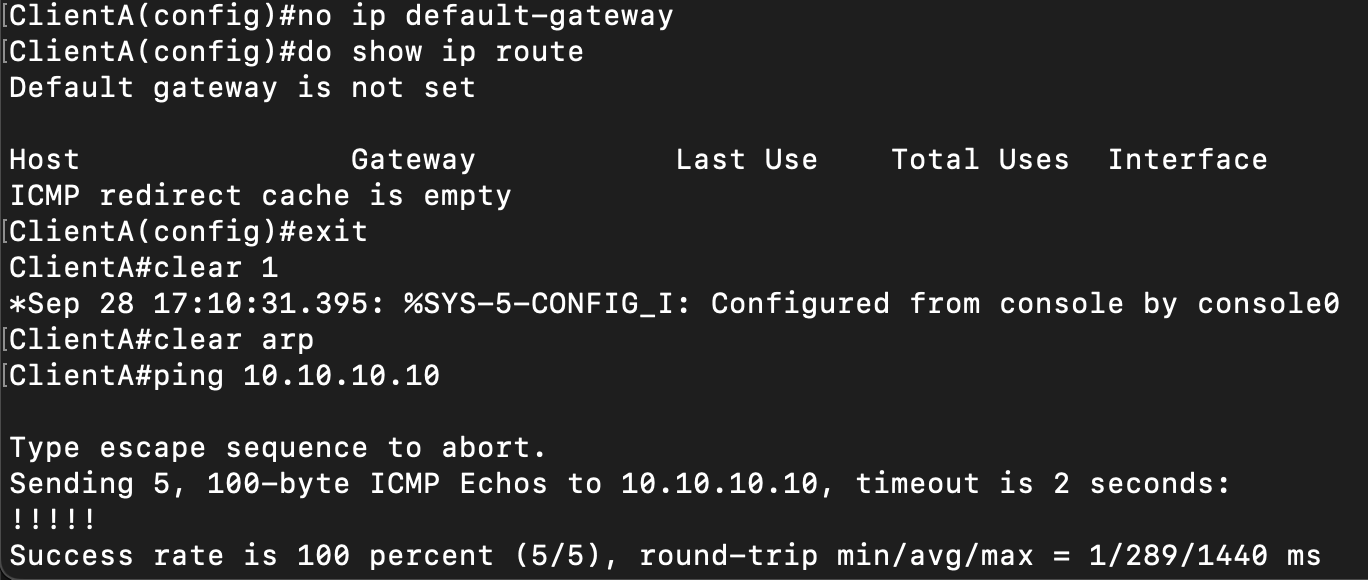 [ClientA(config)#no ip default-gateway
[ClientA(config)#do show ip route
Default gateway is not set
Host Gateway Last Use Total Uses Interface
ICMP redirect cache is empty
[ClientA(config)#exit
ClientA#clear 1
*Sep 28 17:10:31.395: %SYS-5-CONFIG_I: Configured from console by console0
[ClientA#clear arp
[ClientA#ping 10.10.10.10
Type escape sequence to abort.
Sending 5, 100-byte ICMP Echos to 10.10.10.10, timeout is 2 seconds:
!!!!!
Success rate is 100 percent (5/5), round-trip min/avg/max = 1/289/1440 ms